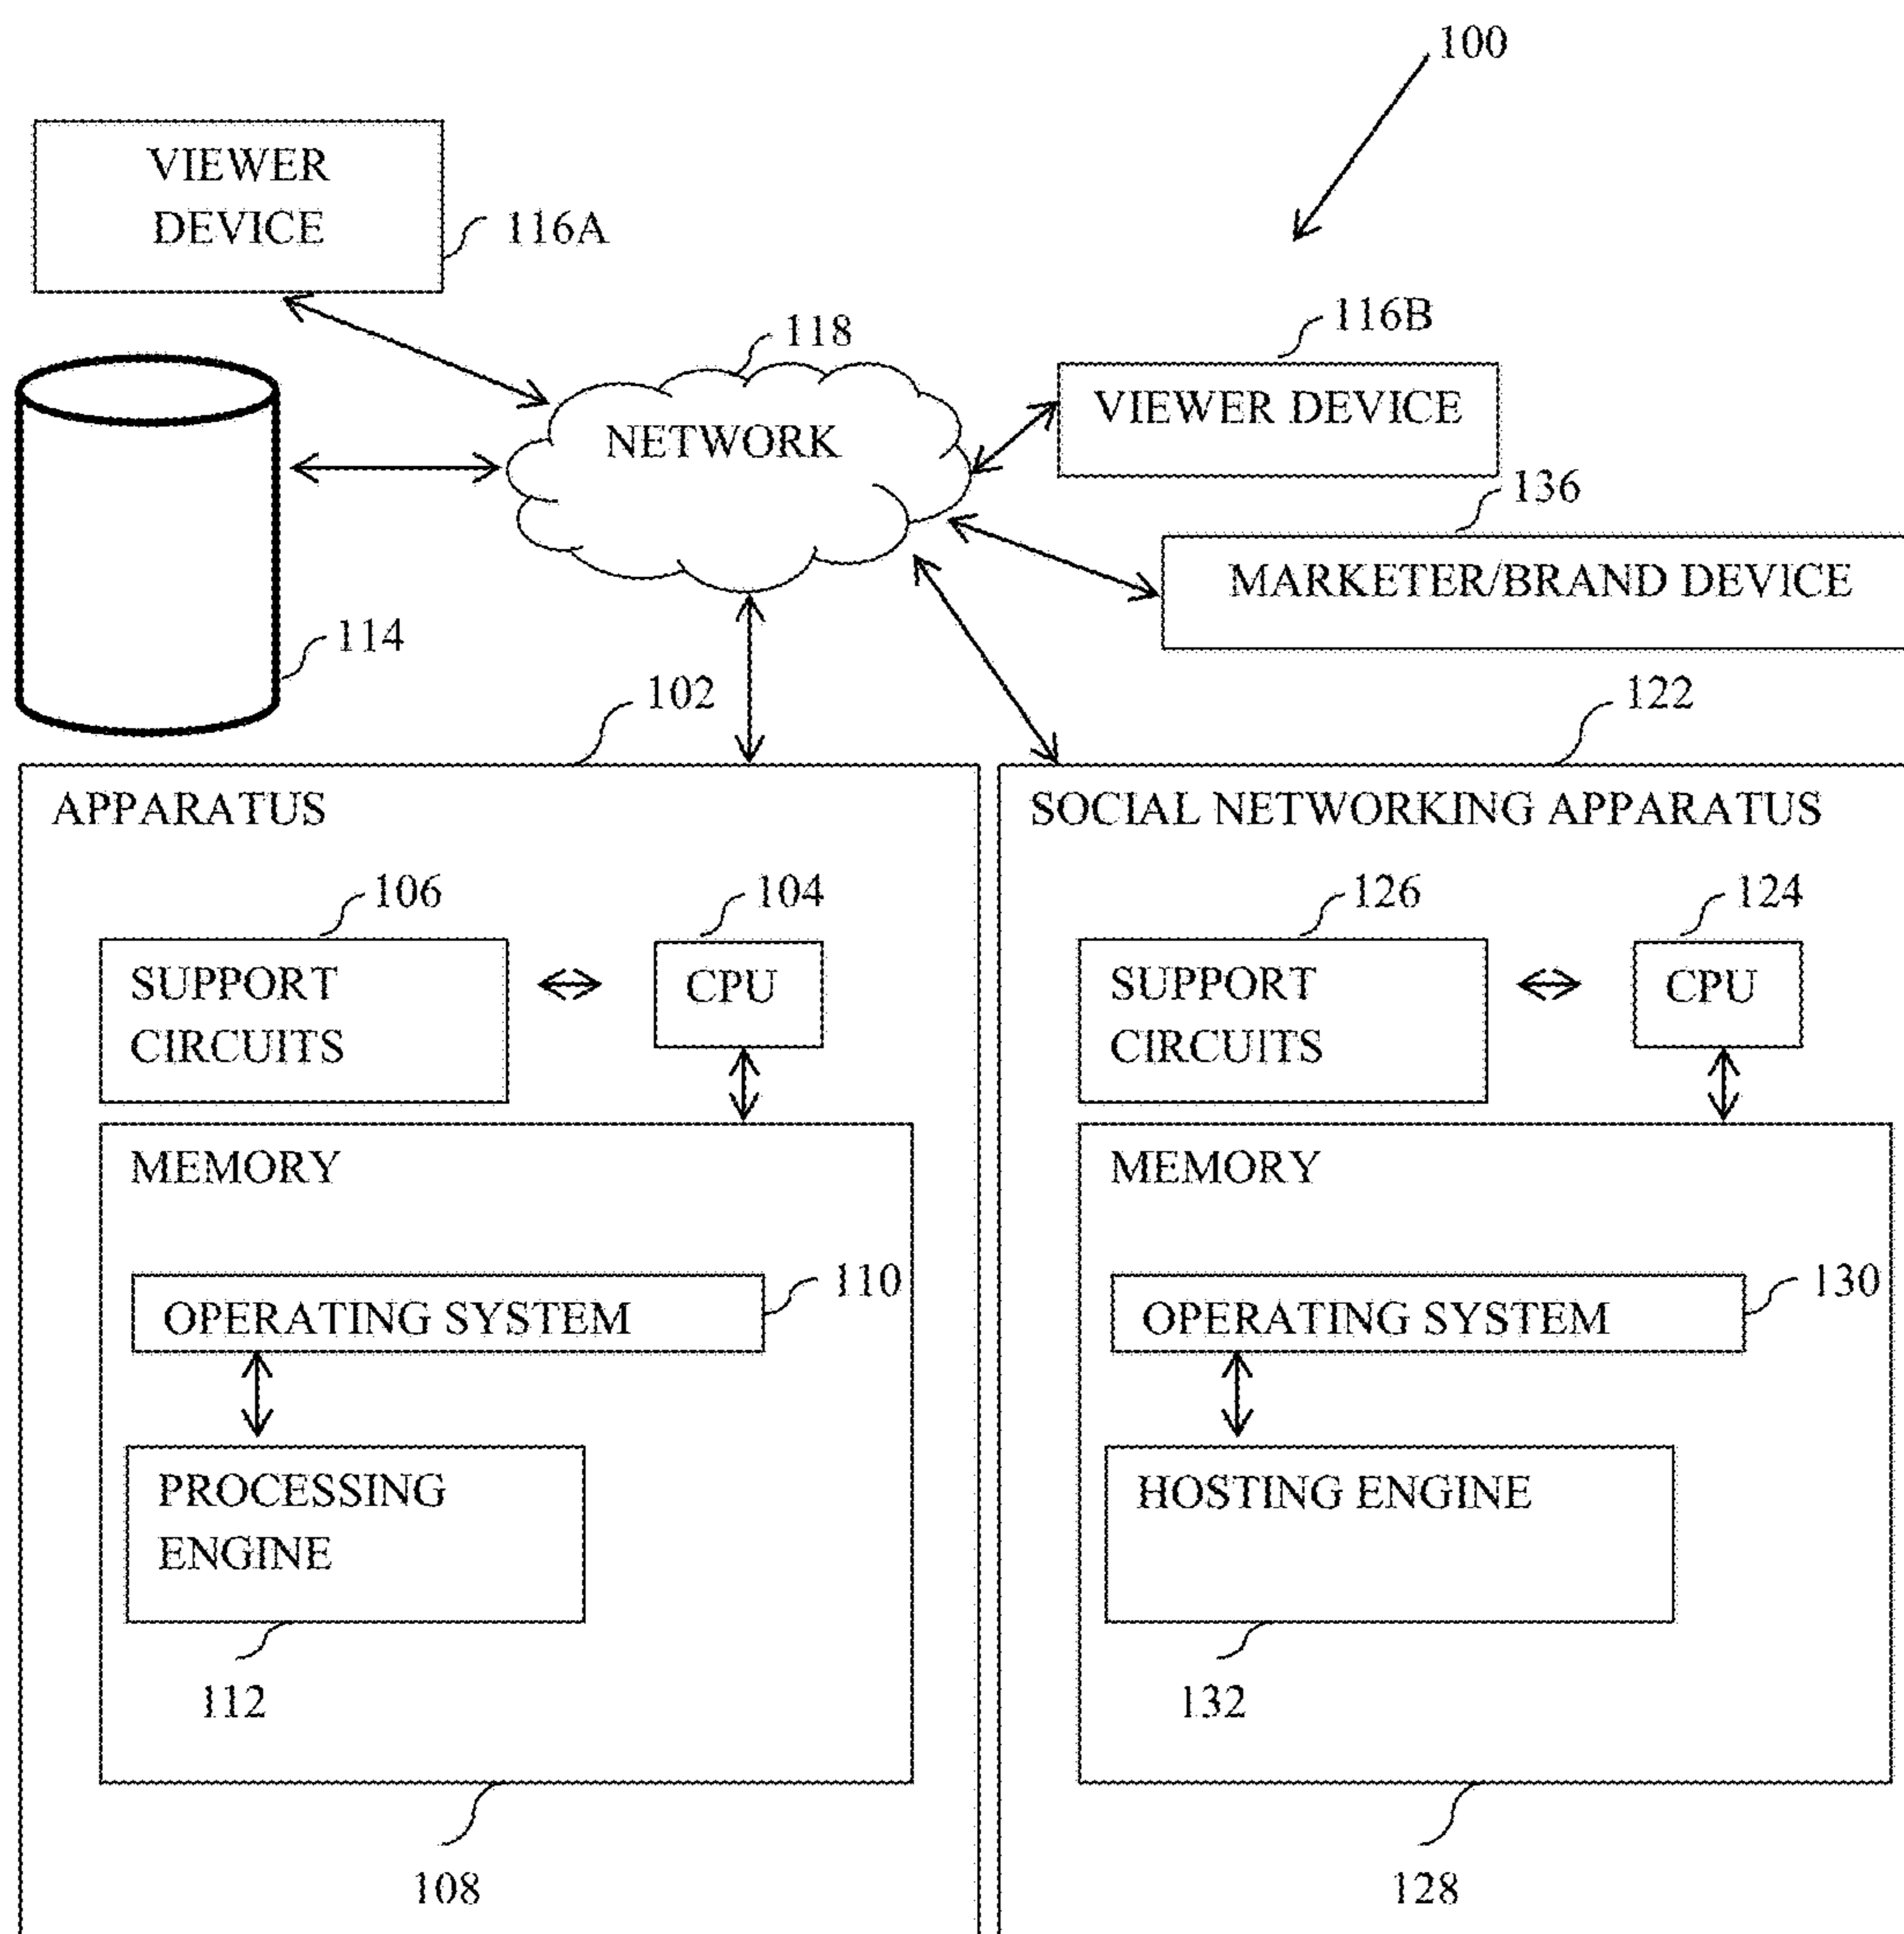 100
VIEWER
DEVICE
116A
118
116B
NETWORK
VIEWER DEVICE
136
MARKETER/BRAND DEVICE
114
102
122
APPARATUS
106
104
SUPPORT
CIRCUITS
CPU
MEMORY
OPERATING SYSTEM
110
PROCESSING
ENGINE
112
108
SOCIAL NETWORKING APPARATUS
126
124
SUPPORT
CIRCUITS
CPU
MEMORY
OPERATING SYSTEM
130
HOSTING ENGINE
132
128